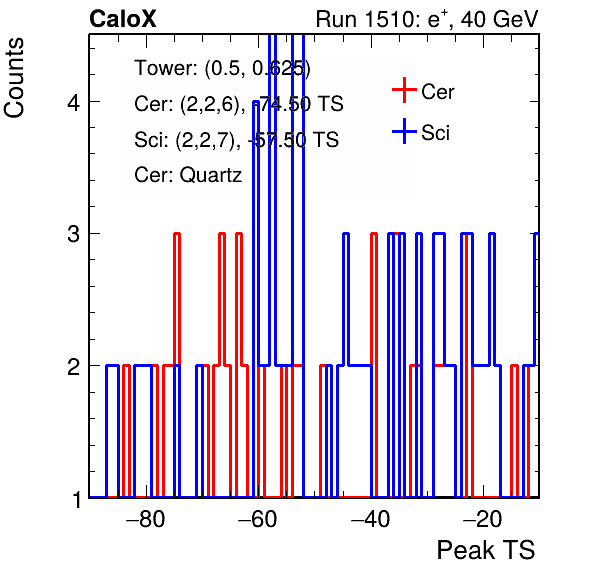 CaloX Run 1510: e⁺, 40 GeV
Counts
Tower: (0.5, 0.625)
Cer: (2,2,6), -74.50 TS
Sci: (2,2,7), -57.50 TS
Cer: Quartz
Cer
Sci
4
3
2
1
−80 −60 −40 −20
Peak TS